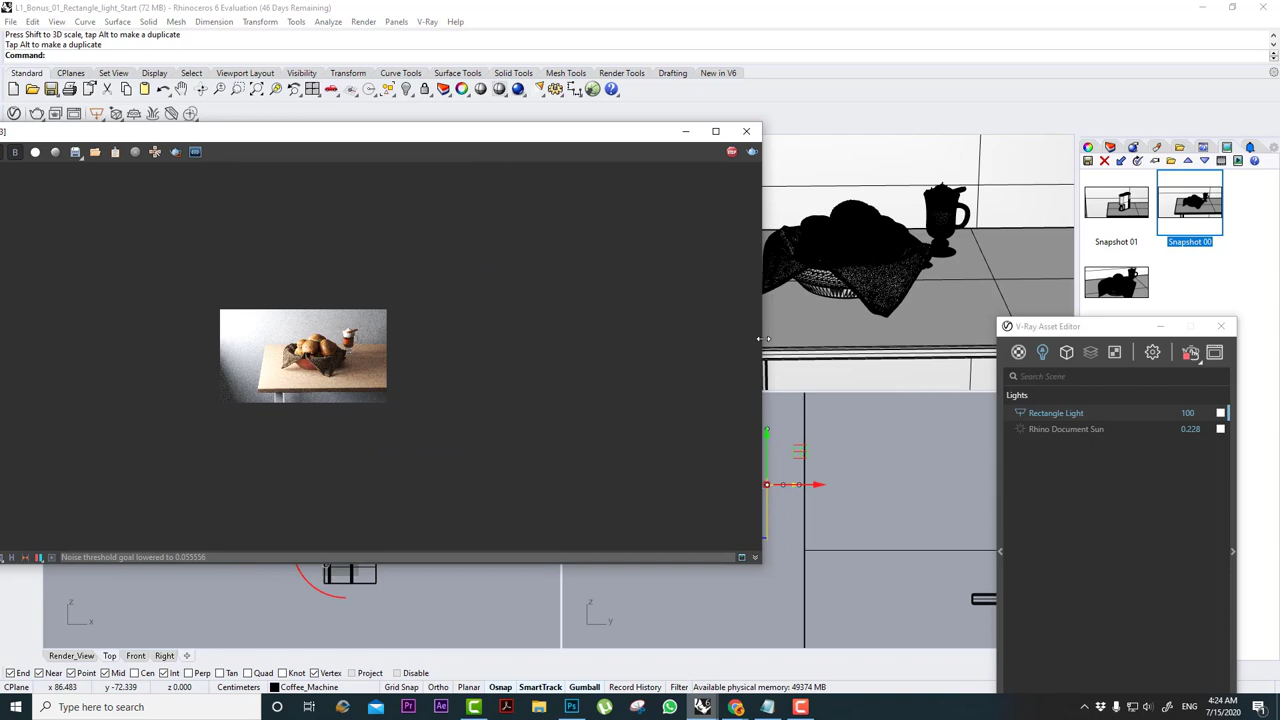 L1_Bonus_01_Rectangle_light_Start (72 MB) - Rhinoceros 6 Evaluation (46 Days Remaining)
File Edit View Curve Surface Solid Mesh Dimension Transform Tools Analyze Render Panels V-Ray Help
Press Shift to 3D scale, tap Alt to make a duplicate
Tap Alt to make a duplicate
Command:
Standard CPlanes Set View Display Select Viewport Layout Visibility Transform Curve Tools Surface Tools Solid Tools Mesh Tools Render Tools Drafting New in V6
3]
B
STOP
Snapshot 01
Snapshot 00
V-Ray Asset Editor
Search Scene
Lights
Rectangle Light 100
Rhino Document Sun 0.228
H
Noise threshold goal lowered to 0.055556
z
x
z
y
Render_View Top Front Right
End Near Point Mid Cen Int Perp Tan Quad Knot Vertex Project Disable
CPlane x 86.483 y -72.339 z 0.000 Centimeters Coffee_Machine Grid Snap Ortho Planar Osnap SmartTrack Gumball Record History Filter Available physical memory: 49374 MB
Type here to search
Pr
Ae
Ps
ENG
4:24 AM
7/15/2020